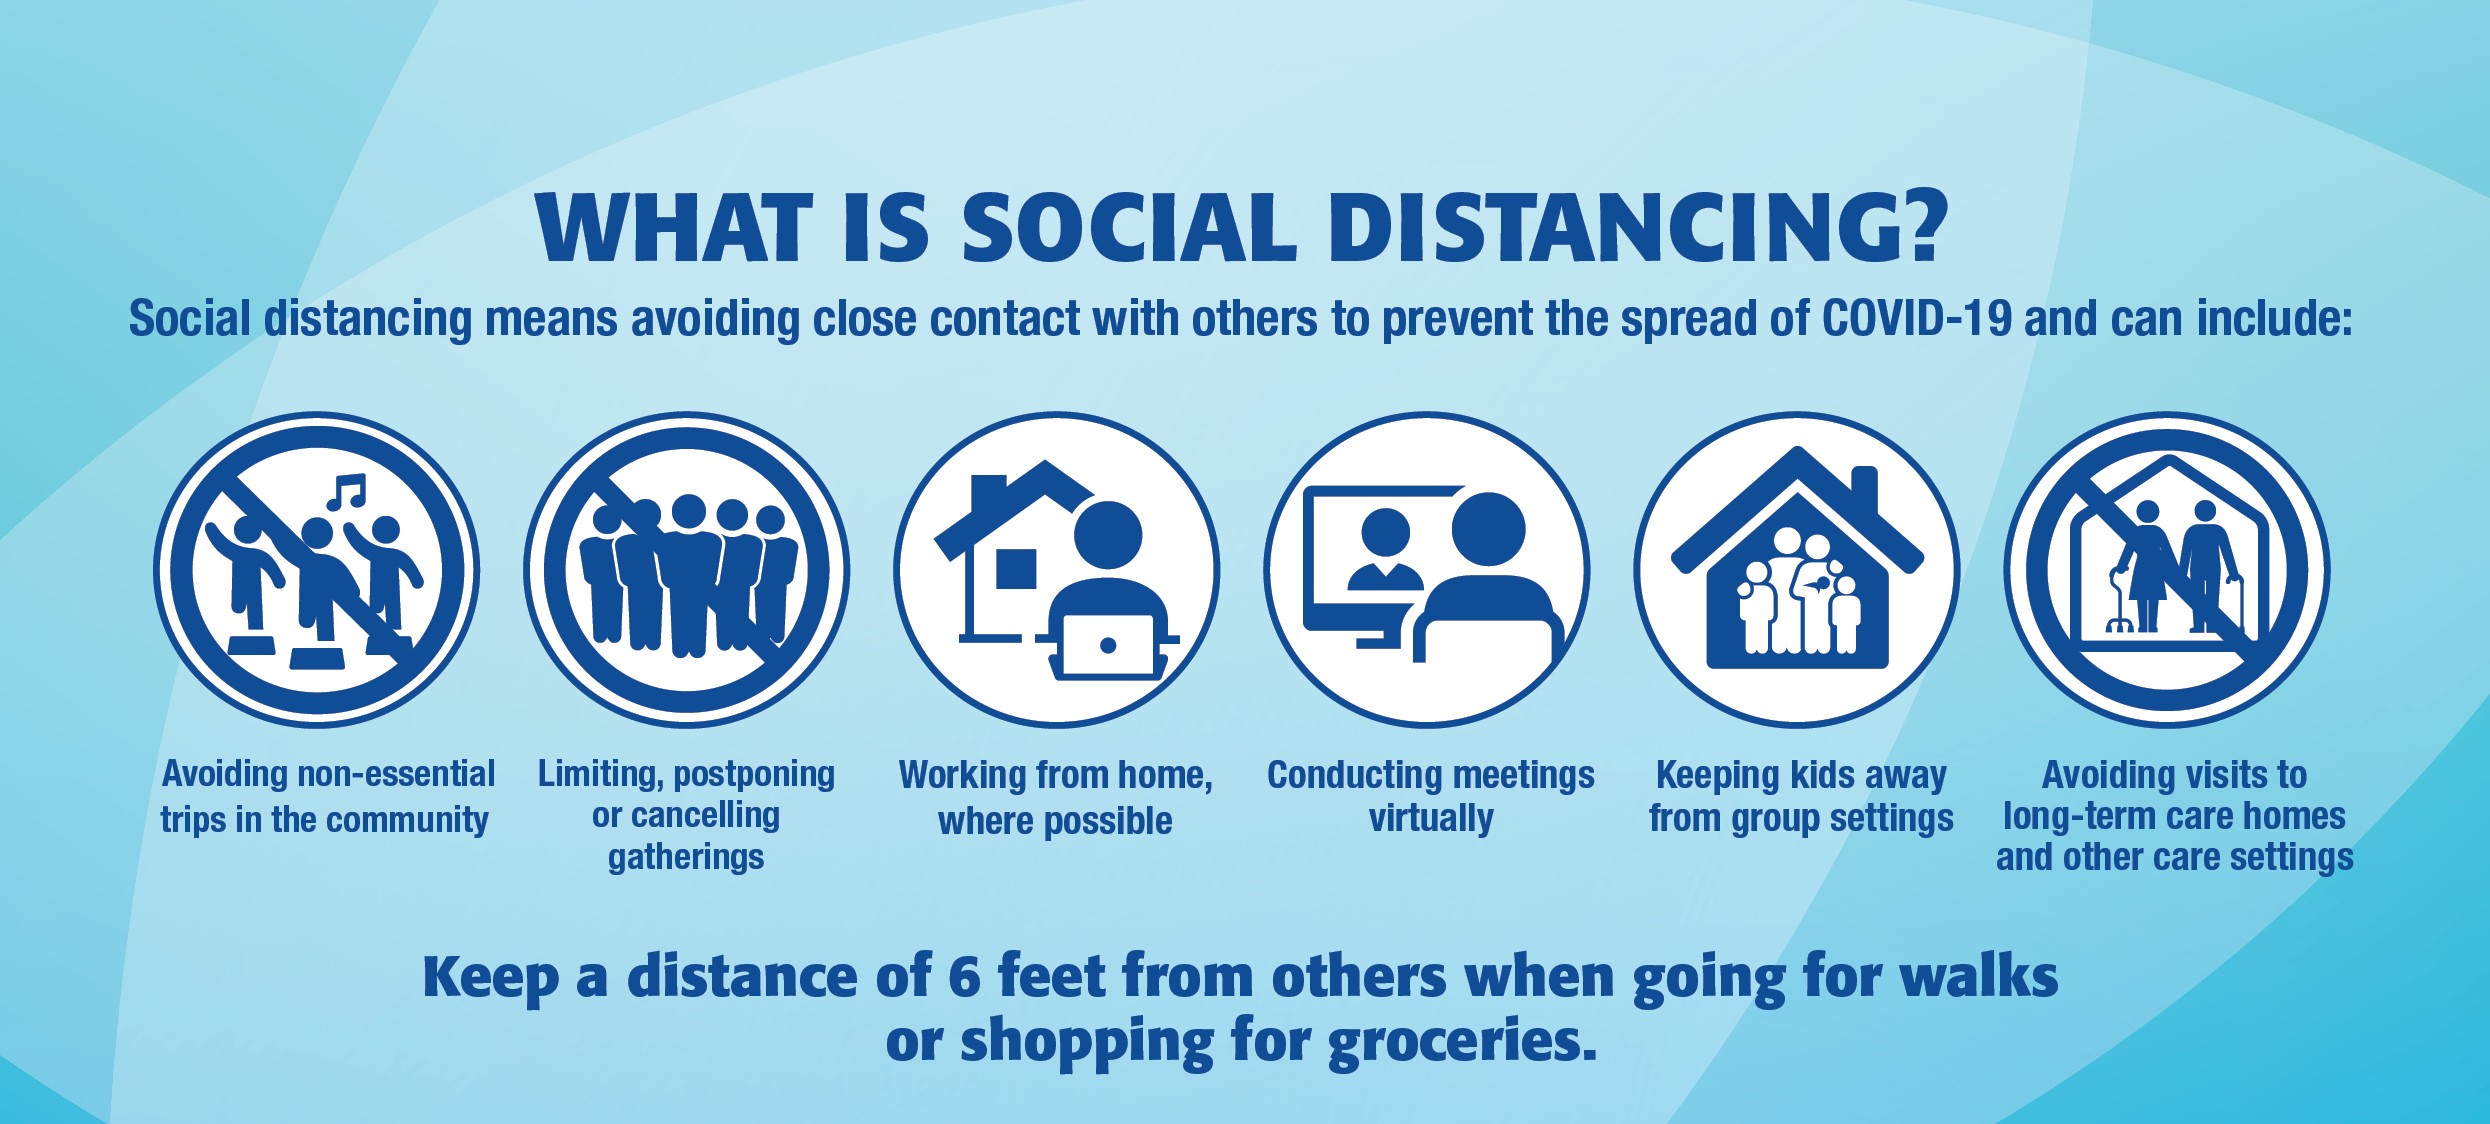 WHAT IS SOCIAL DISTANCING?
Social distancing means avoiding close contact with others to prevent the spread of COVID-19 and can include:
Avoiding non-essential
trips in the community
Limiting, postponing
or cancelling
gatherings
Working from home,
where possible
Conducting meetings
virtually
Keeping kids away
from group settings
Avoiding visits to
long-term care homes
and other care settings
Keep a distance of 6 feet from others when going for walks
or shopping for groceries.